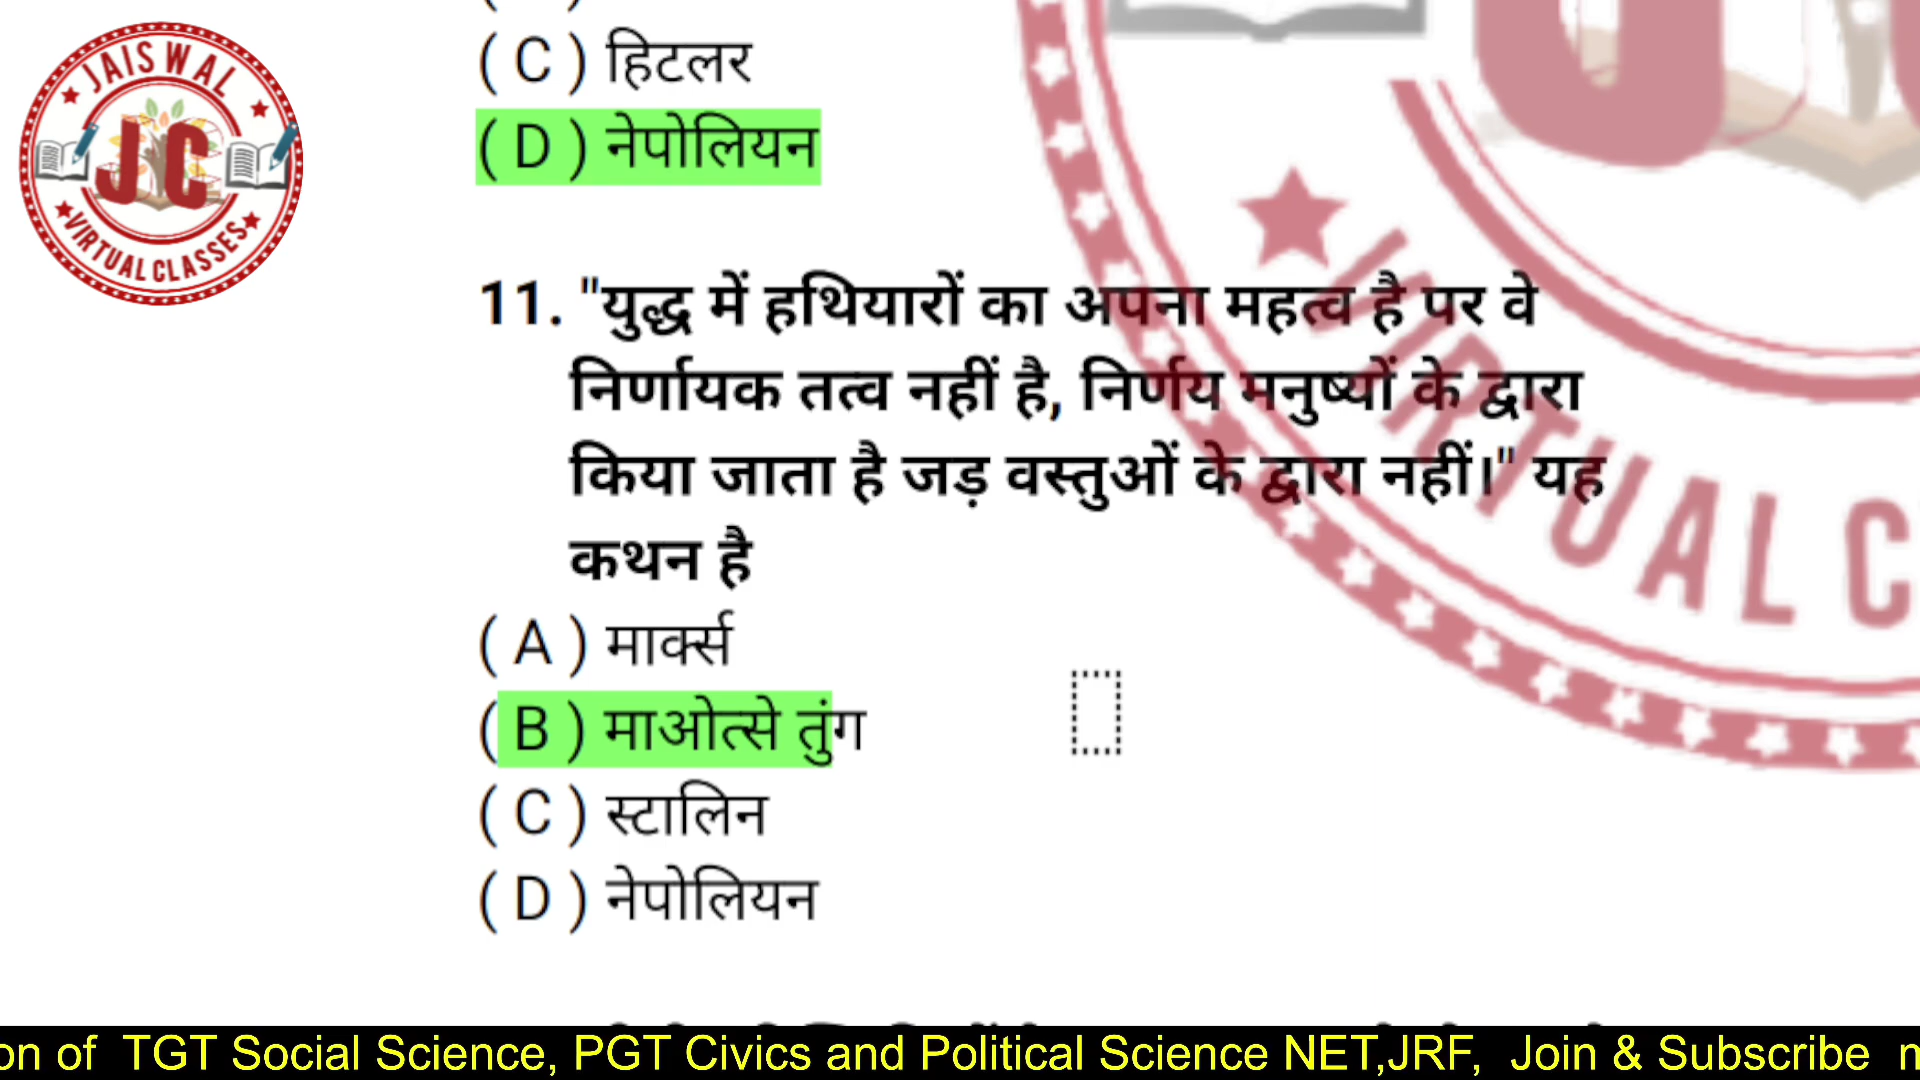 JAISWAL
JC
VIRTUAL CLASSES
( C ) हिटलर
( D ) नेपोलियन
11. "युद्ध में हथियारों का अपना महत्व है पर वे
निर्णायक तत्व नहीं है, निर्णय मनुष्यों के द्वारा
किया जाता है जड़ वस्तुओं के द्वारा नहीं।" यह
कथन है
( A ) मार्क्स
( B ) माओत्से तुंग
( C ) स्टालिन
( D ) नेपोलियन
VIRTUAL C
on of TGT Social Science, PGT Civics and Political Science NET,JRF, Join & Subscribe